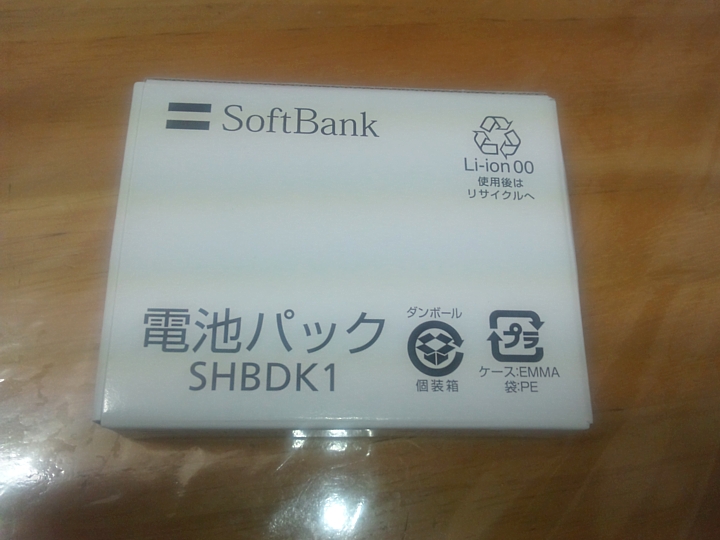 SoftBank
Li-ion 00
使用後は
リサイクルへ
電池パック
SHBDK1
ダンボール
個装箱
プラ
ケース:EMMA
袋:PE